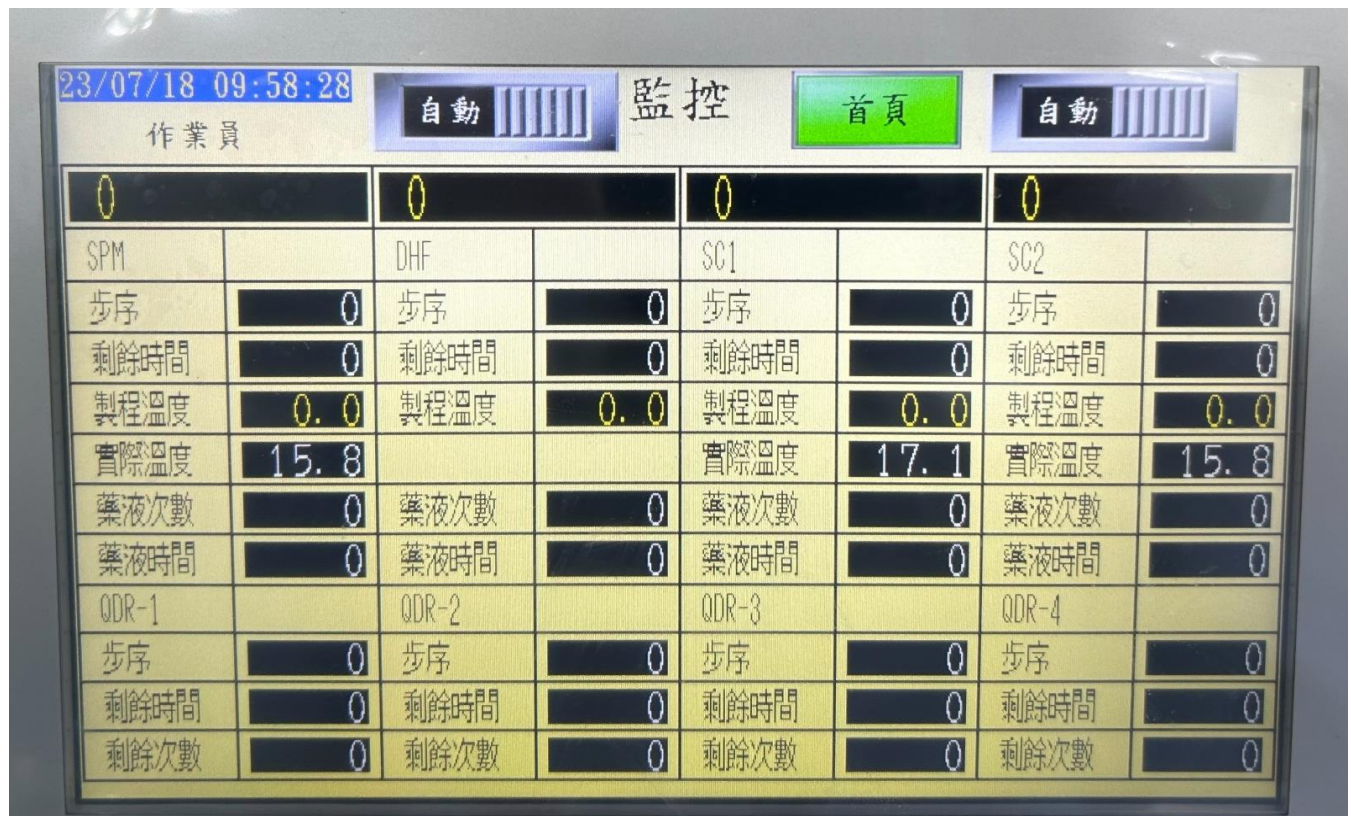 23/07/18 09:58:28 自動 監控 首頁 自動
作業員
0 0 0 0
SPM DHF SC1 SC2
步序 0 步序 0 步序 0 步序 0
剩餘時間 0 剩餘時間 0 剩餘時間 0 剩餘時間 0
製程溫度 0.0 製程溫度 0.0 製程溫度 0.0 製程溫度 0.0
實際溫度 15.8 實際溫度 17.1 實際溫度 15.8
藥液次數 0 藥液次數 0 藥液次數 0 藥液次數 0
藥液時間 0 藥液時間 0 藥液時間 0 藥液時間 0
QDR-1 QDR-2 QDR-3 QDR-4
步序 0 步序 0 步序 0 步序 0
剩餘時間 0 剩餘時間 0 剩餘時間 0 剩餘時間 0
剩餘次數 0 剩餘次數 0 剩餘次數 0 剩餘次數 0